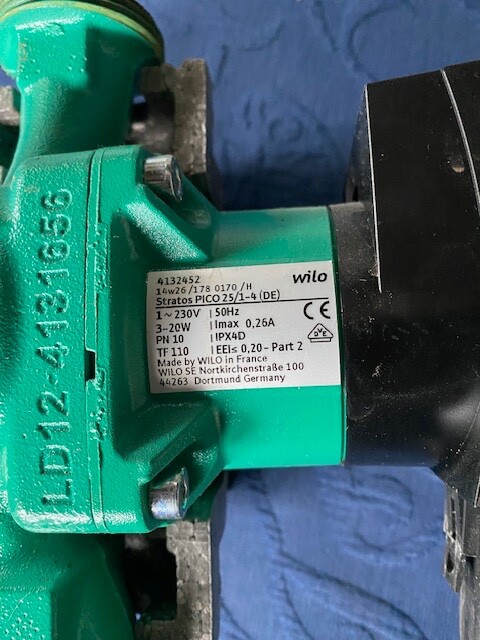 4132452
wilo
14w26/178 0170/H
Stratos PICO 25/1-4 (DE)
1~230V 50Hz
3-20W Imax 0,26A
PN 10 IPX4D
TF 110 EEI≤ 0,20-Part 2
CE
Made by WILO in France
WILO SE Nortkirchenstraße 100
44263 Dortmund Germany
LD12-4131656